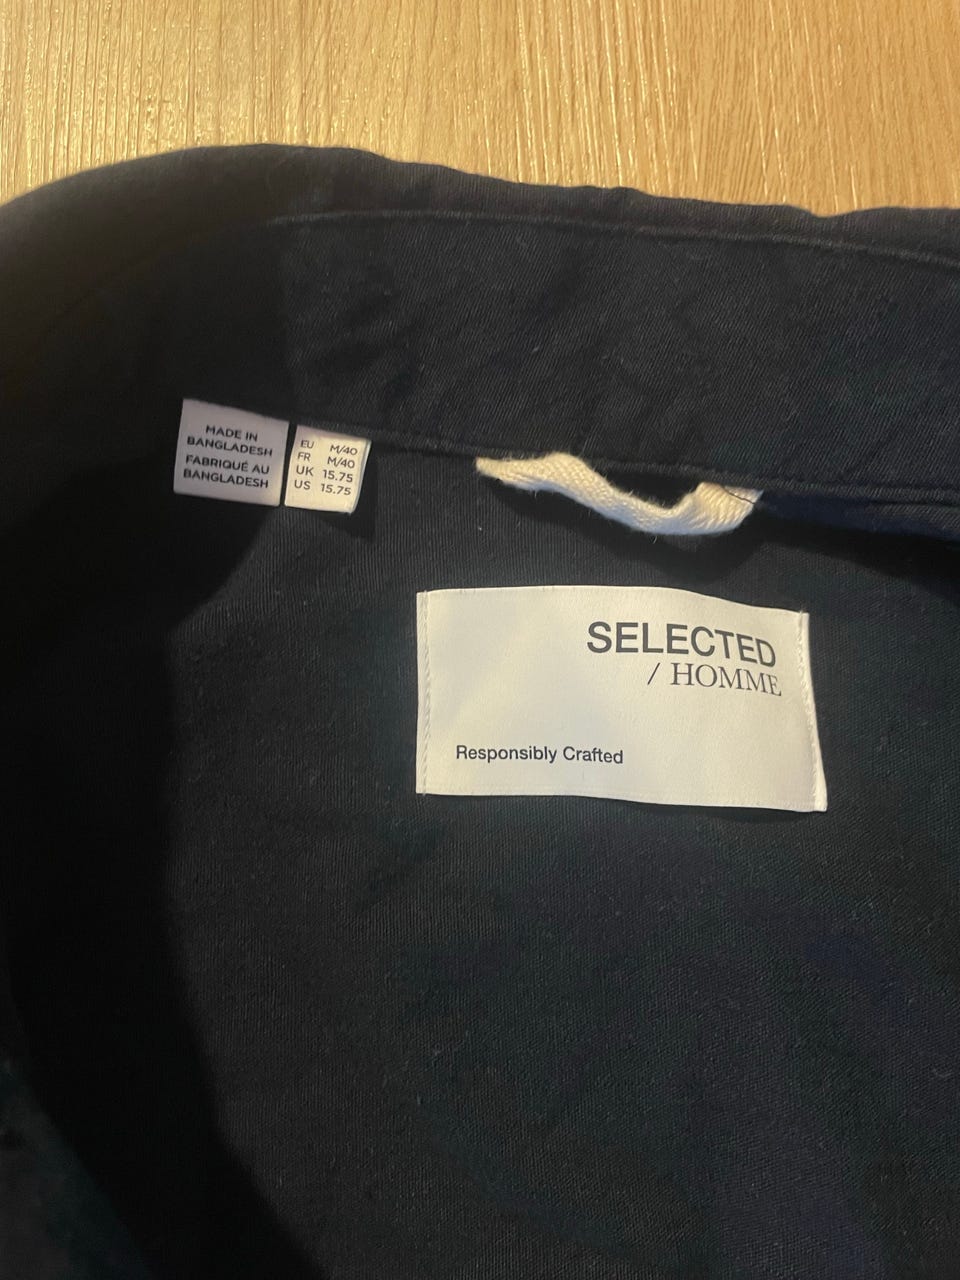 MADE IN
BANGLADESH
FABRIQUÉ AU
BANGLADESH
EU M/40
FR M/40
UK 15.75
US 15.75
SELECTED
/ HOMME
Responsibly Crafted